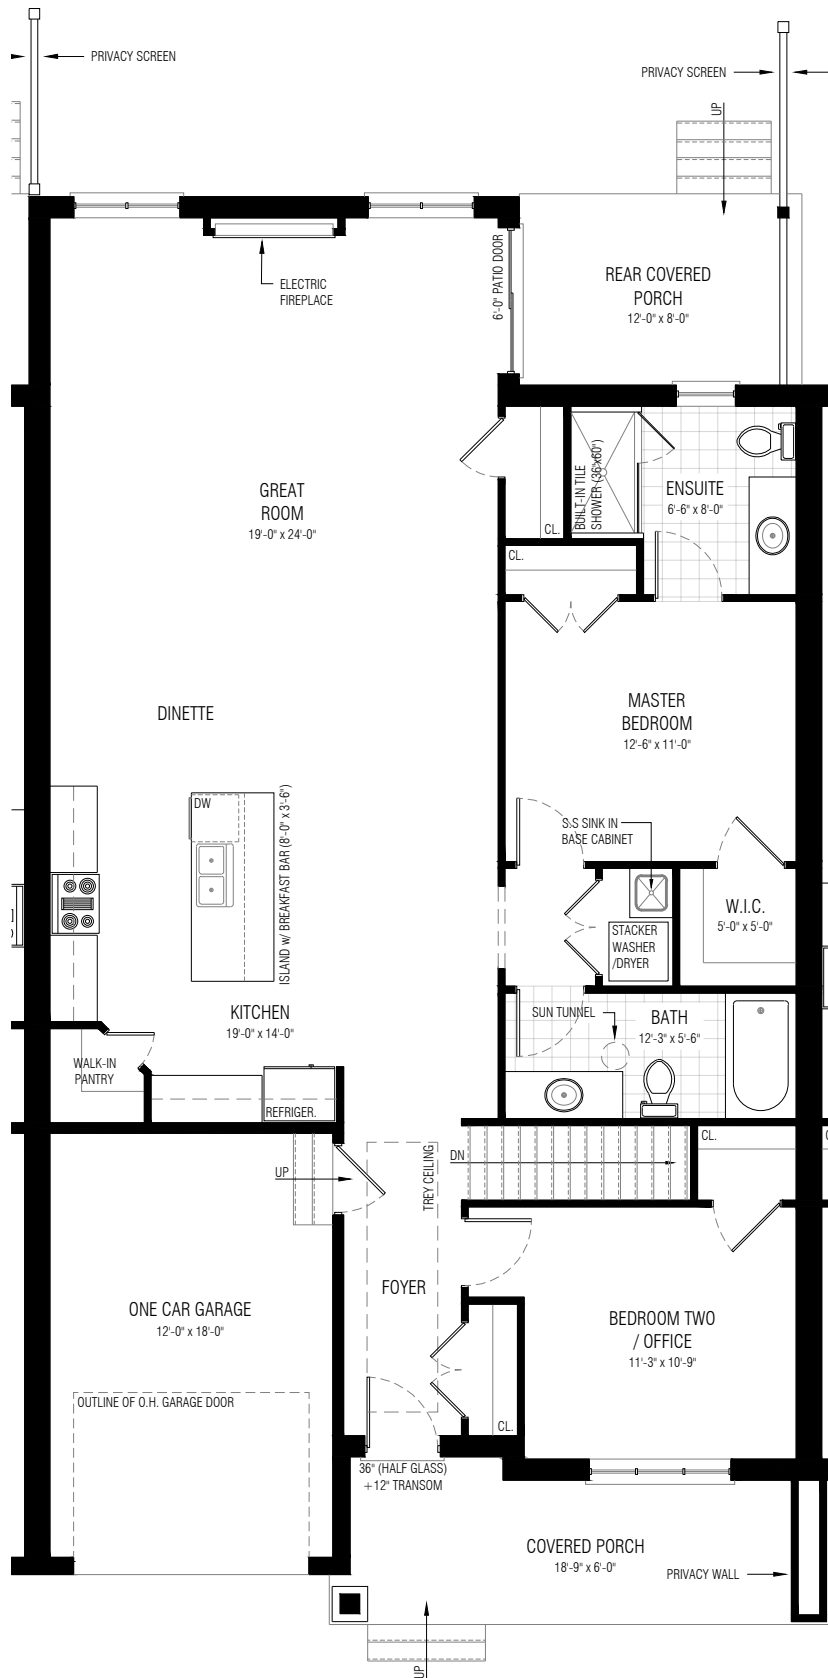 PRIVACY SCREEN
PRIVACY SCREEN
UP
ELECTRIC
FIREPLACE
6'-0" PATIO DOOR
REAR COVERED
PORCH
12'-0" x 8'-0"
GREAT
ROOM
19'-0" x 24'-0"
CL.
BUILT-IN TILE
SHOWER (36"x60")
ENSUITE
6'-6" x 8'-0"
CL.
DINETTE
MASTER
BEDROOM
12'-6" x 11'-0"
DW
ISLAND w/ BREAKFAST BAR (8'-0" x 3'-6")
S.S SINK IN
BASE CABINET
W.I.C.
5'-0" x 5'-0"
STACKER
WASHER
/DRYER
KITCHEN
19'-0" x 14'-0"
SUN TUNNEL
BATH
12'-3" x 5'-6"
WALK-IN
PANTRY
REFRIGER.
UP
TREY CEILING
DN
CL.
FOYER
ONE CAR GARAGE
12'-0" x 18'-0"
BEDROOM TWO
/ OFFICE
11'-3" x 10'-9"
OUTLINE OF O.H. GARAGE DOOR
CL.
36" (HALF GLASS)
+12" TRANSOM
COVERED PORCH
18'-9" x 6'-0"
PRIVACY WALL
UP